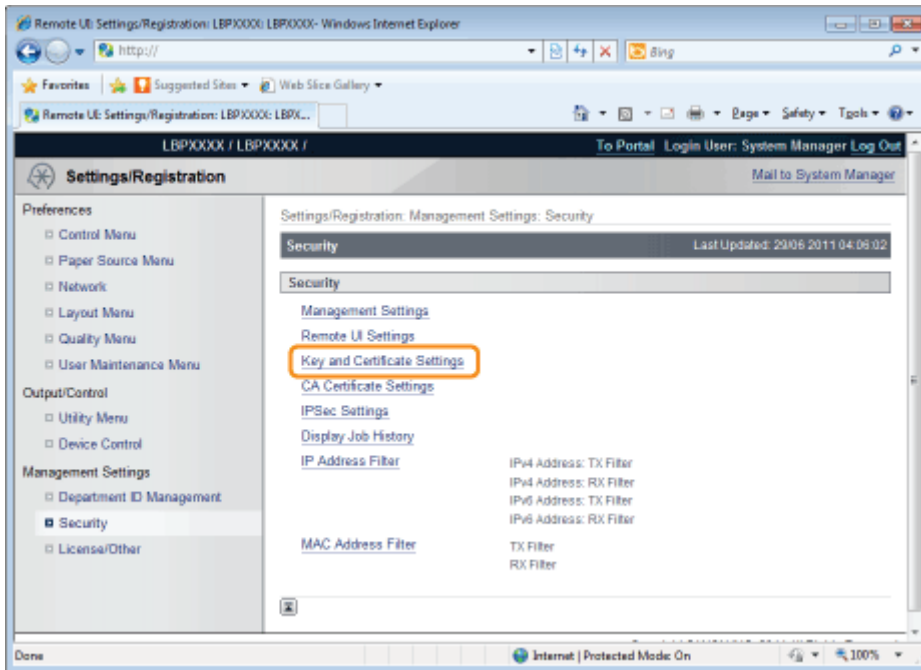 Remote UI: Settings/Registration: LBPXXXX: LBPXXXX- Windows Internet Explorer
http://
Bing
Favorites Suggested Sites Web Slice Gallery
Remote UI: Settings/Registration: LBPXXXX: LBPX...
Page Safety Tools
LBPXXXX / LBPXXXX /
To Portal Login User: System Manager Log Out
Settings/Registration
Mail to System Manager
Preferences
Control Menu
Paper Source Menu
Network
Layout Menu
Quality Menu
User Maintenance Menu
Output/Control
Utility Menu
Device Control
Management Settings
Department ID Management
Security
License/Other
Settings/Registration: Management Settings: Security
Security
Last Updated: 29/06 2011 04:06:02
Security
Management Settings
Remote UI Settings
Key and Certificate Settings
CA Certificate Settings
IPSec Settings
Display Job History
IP Address Filter
IPv4 Address: TX Filter
IPv4 Address: RX Filter
IPv6 Address: TX Filter
IPv6 Address: RX Filter
MAC Address Filter
TX Filter
RX Filter
Done
Internet | Protected Mode: On
100%